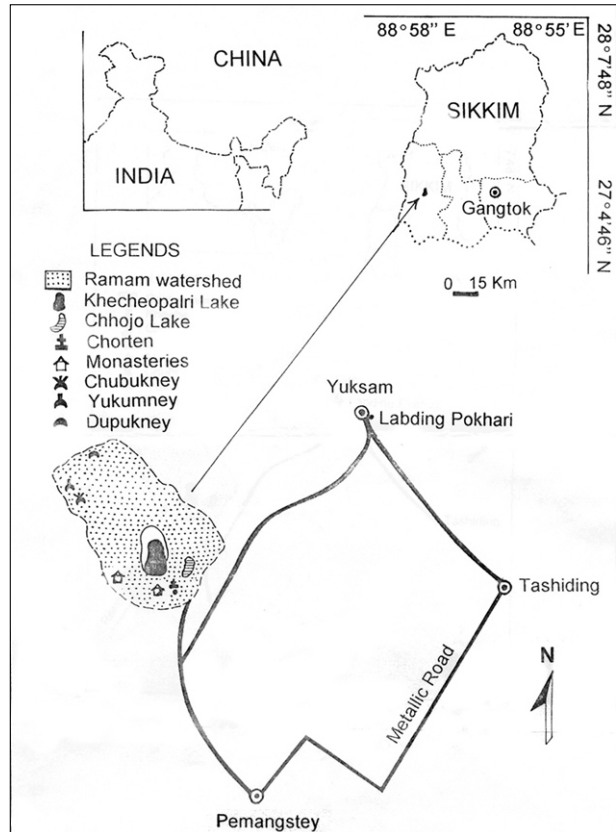 88°58’’ E 88°55’ E
28°7'48’’ N
CHINA
SIKKIM
INDIA
Gangtok
27°4'46’’ N
LEGENDS
0 15 Km
Ramam watershed
Khecheopalri Lake
Chhojo Lake
Chorten
Monasteries
Chubukney
Yukumney
Dupukney
Yuksam
Labding Pokhari
Tashiding
N
Metallic Road
Pemangstey